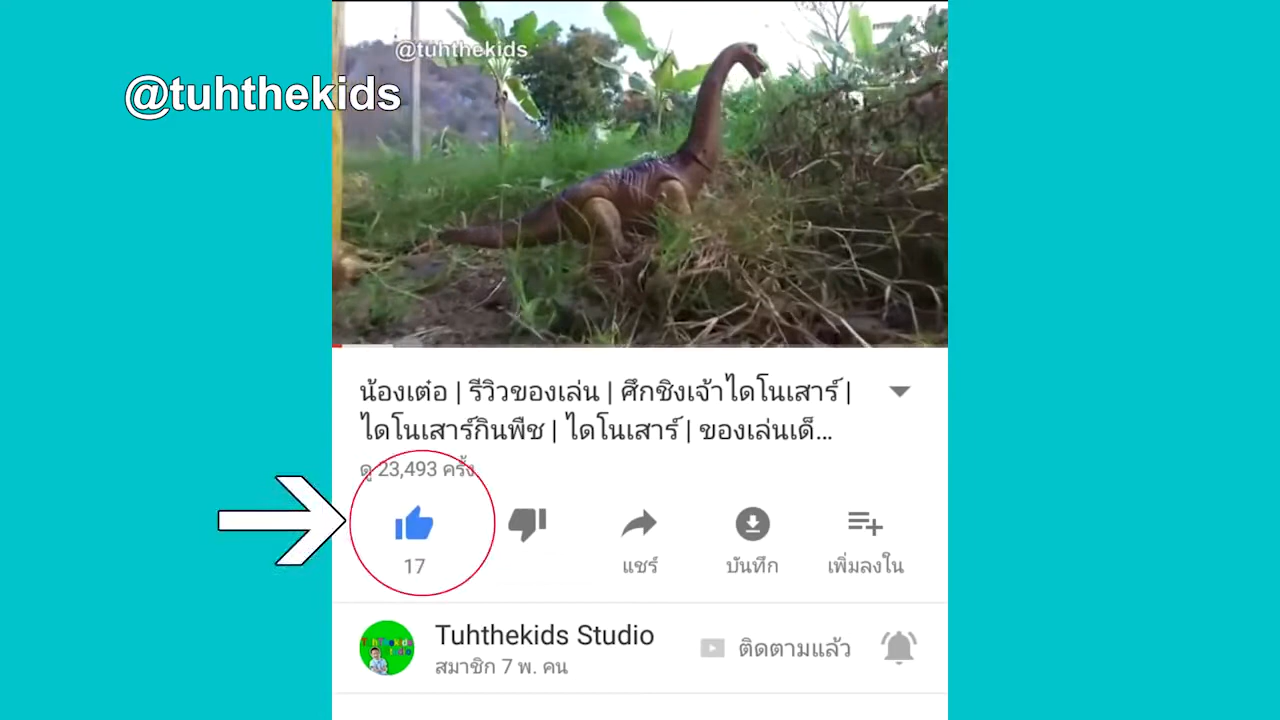 @tuhthekids
@tuhthekids
น้องเต๋อ | รีวิวของเล่น | ศึกชิงเจ้าไดโนเสาร์ |
ไดโนเสาร์กินพืช | ไดโนเสาร์ | ของเล่นเด็...
ดู 23,493 ครั้ง
17
แชร์
บันทึก
เพิ่มลงใน
Tuhthekids Studio
ติดตามแล้ว
สมาชิก 7 พ. คน